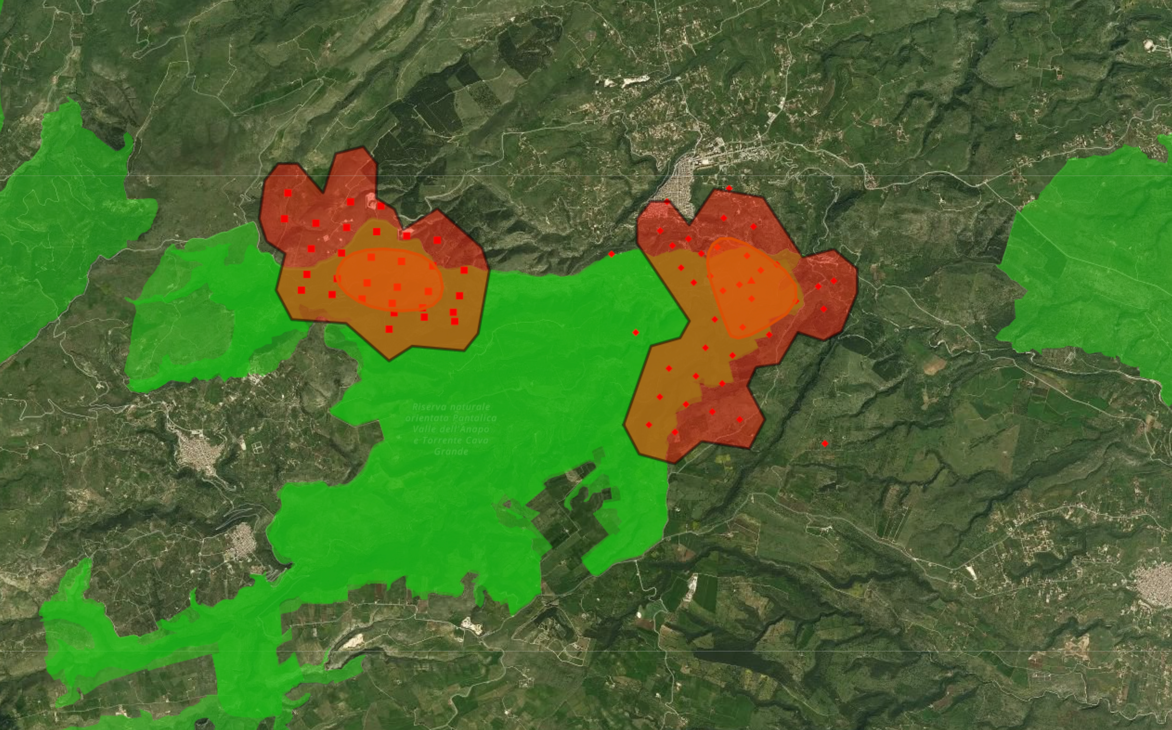 Riserva naturale
orientata Pantalica
Valle dell'Anapo
e Torrente Cava
Grande